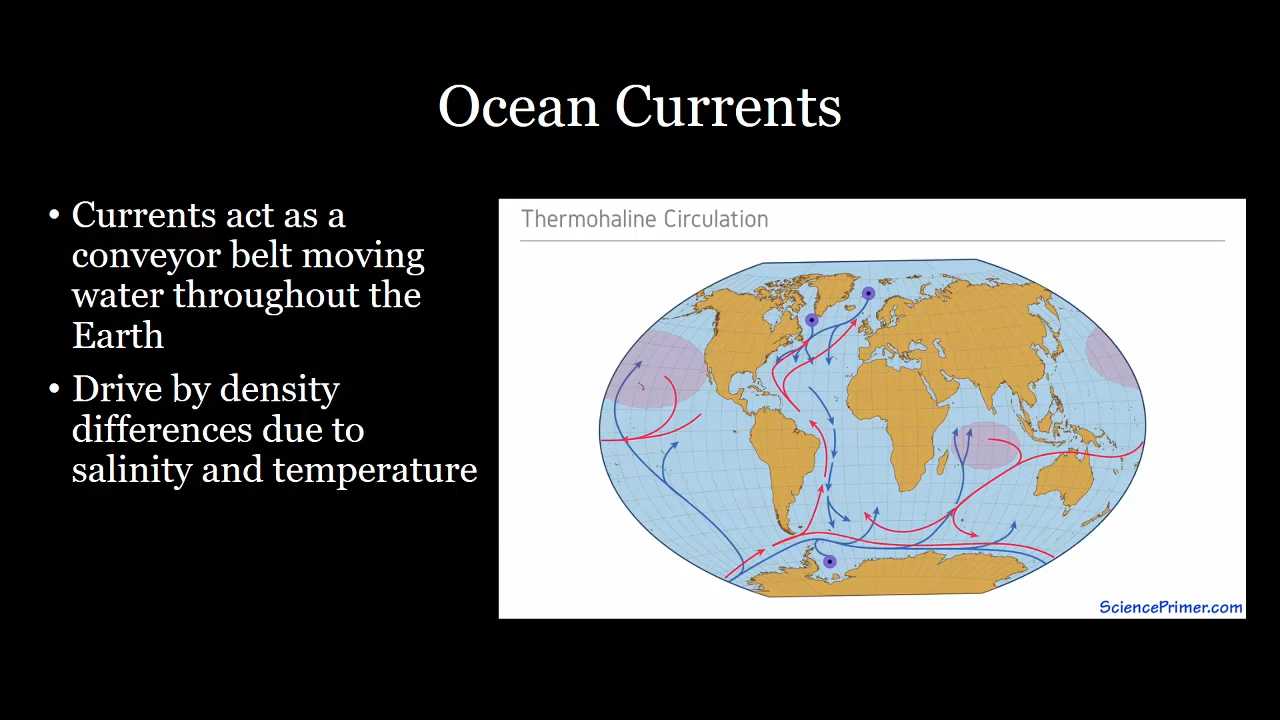 Ocean Currents
• Currents act as a
conveyor belt moving
water throughout the
Earth
• Drive by density
differences due to
salinity and temperature
Thermohaline Circulation
SciencePrimer.com